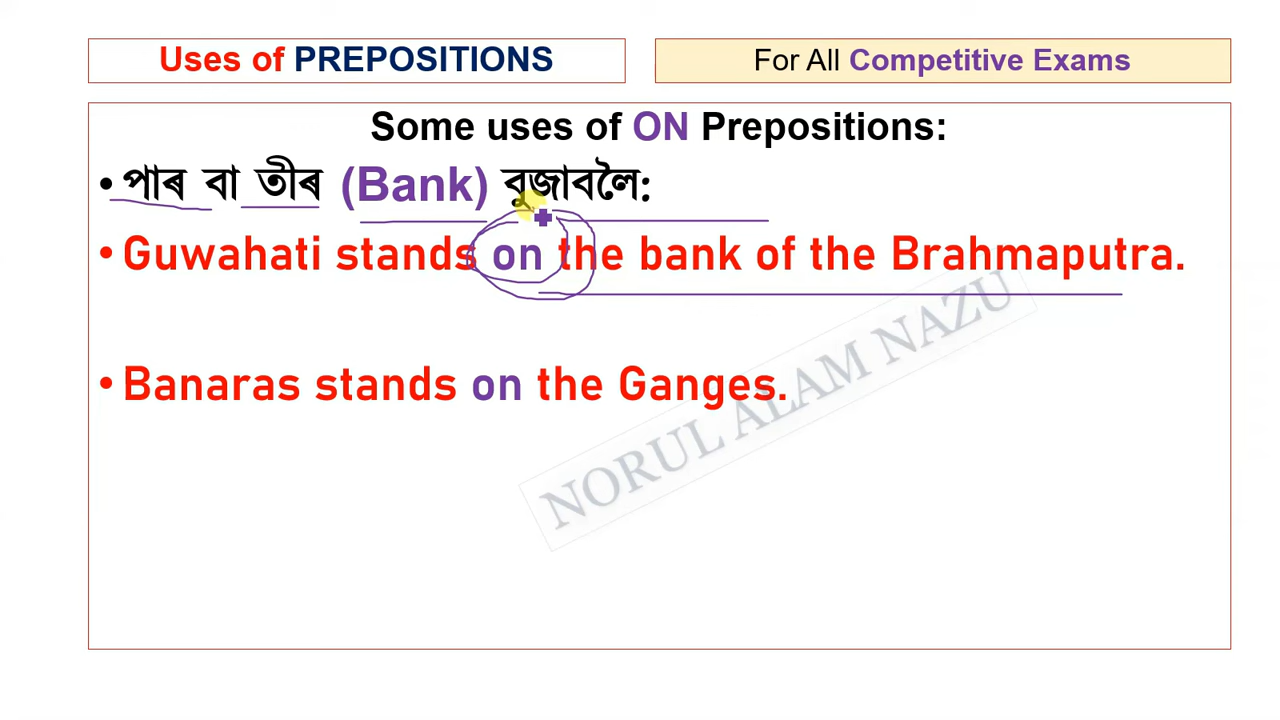 Uses of PREPOSITIONS
For All Competitive Exams
Some uses of ON Prepositions:
• পাৰ বা তীৰ (Bank) বুজাবলৈ:
• Guwahati stands on the bank of the Brahmaputra.
• Banaras stands on the Ganges.
NORUL ALAM NAZU